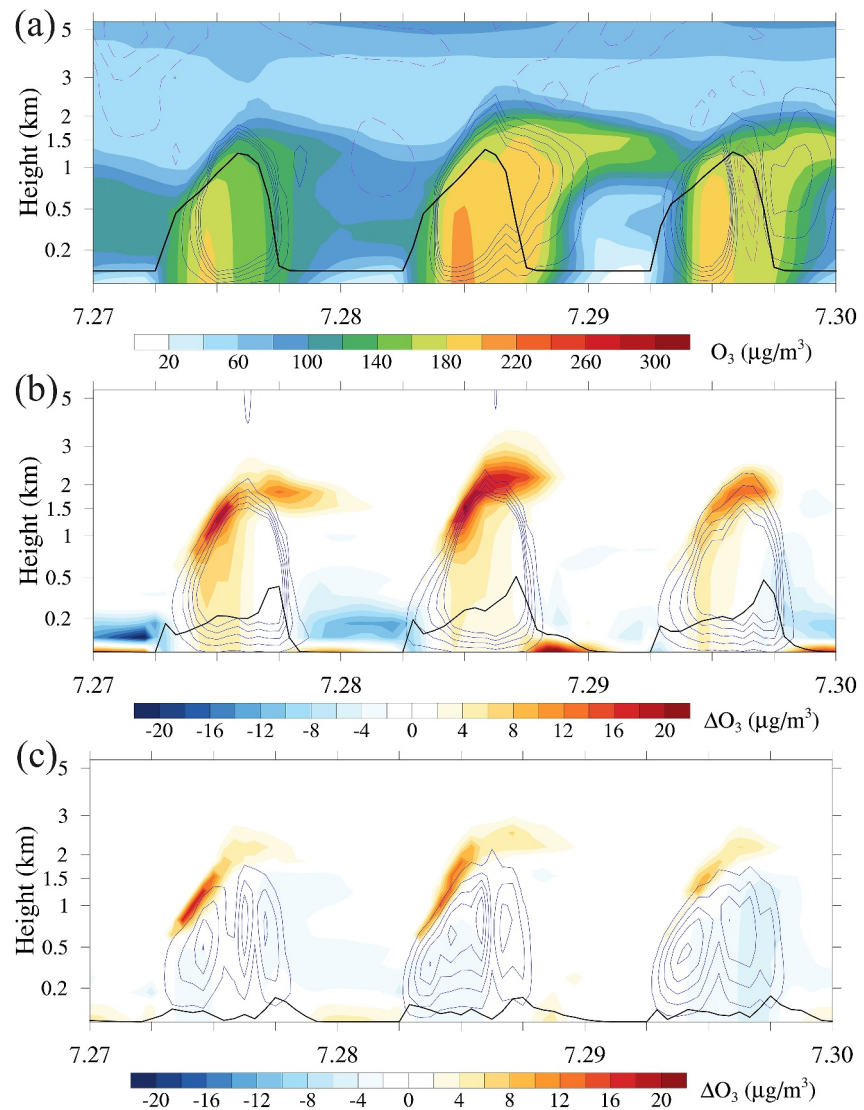 (a)
5
3
2
1.5
1
0.5
0.2
Height (km)
7.27 7.28 7.29 7.30
20 60 100 140 180 220 260 300
O₃ (μg/m³)
(b)
5
3
2
1.5
1
0.5
0.2
Height (km)
7.27 7.28 7.29 7.30
-20 -16 -12 -8 -4 0 4 8 12 16 20
ΔO₃ (μg/m³)
(c)
5
3
2
1.5
1
0.5
0.2
Height (km)
7.27 7.28 7.29 7.30
-20 -16 -12 -8 -4 0 4 8 12 16 20
ΔO₃ (μg/m³)